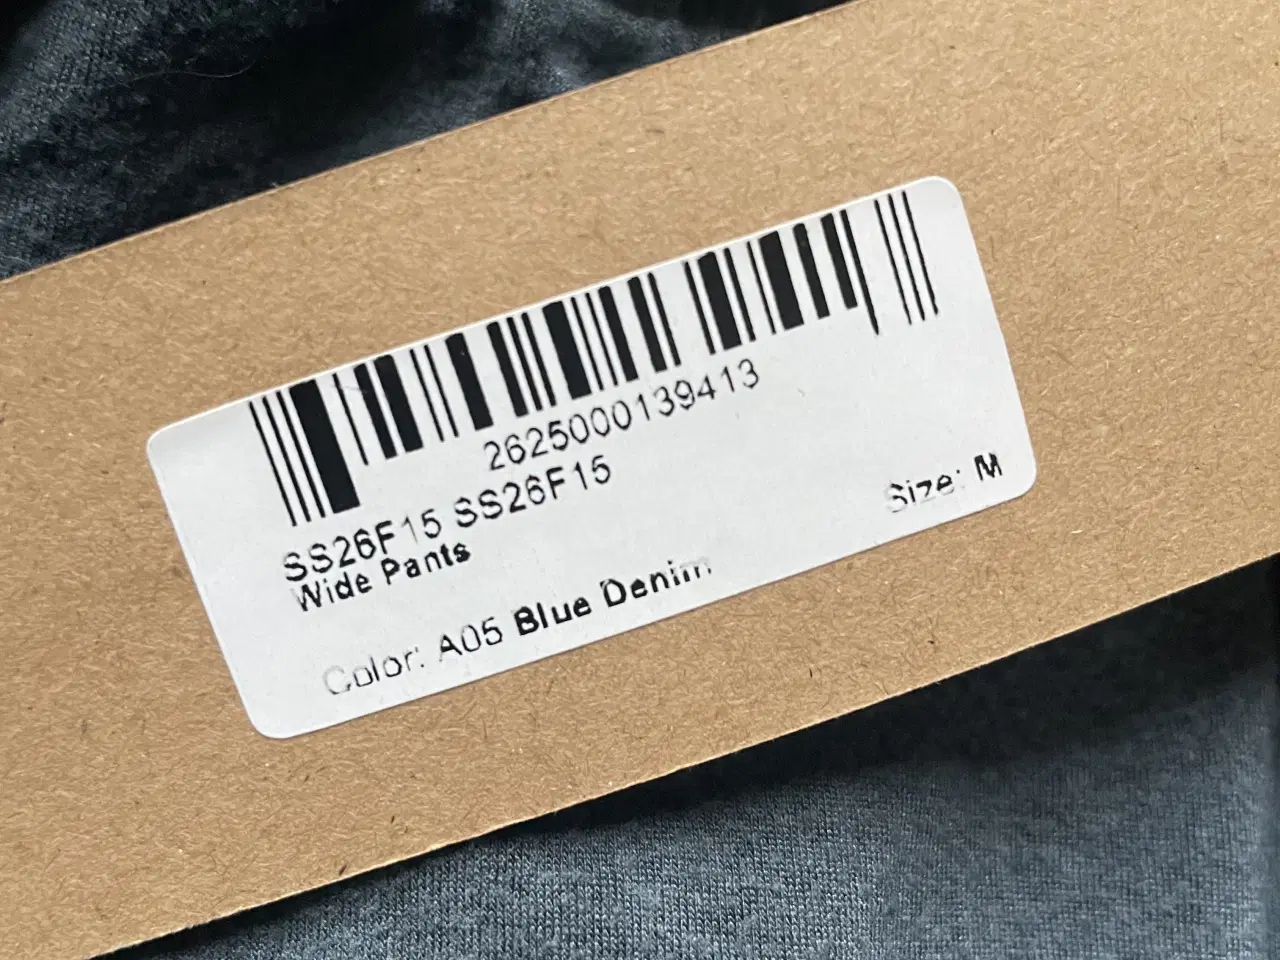 2625000139413
SS26F15 SS26F15
Wide Pants
Size: M
Color: A05 Blue Denim